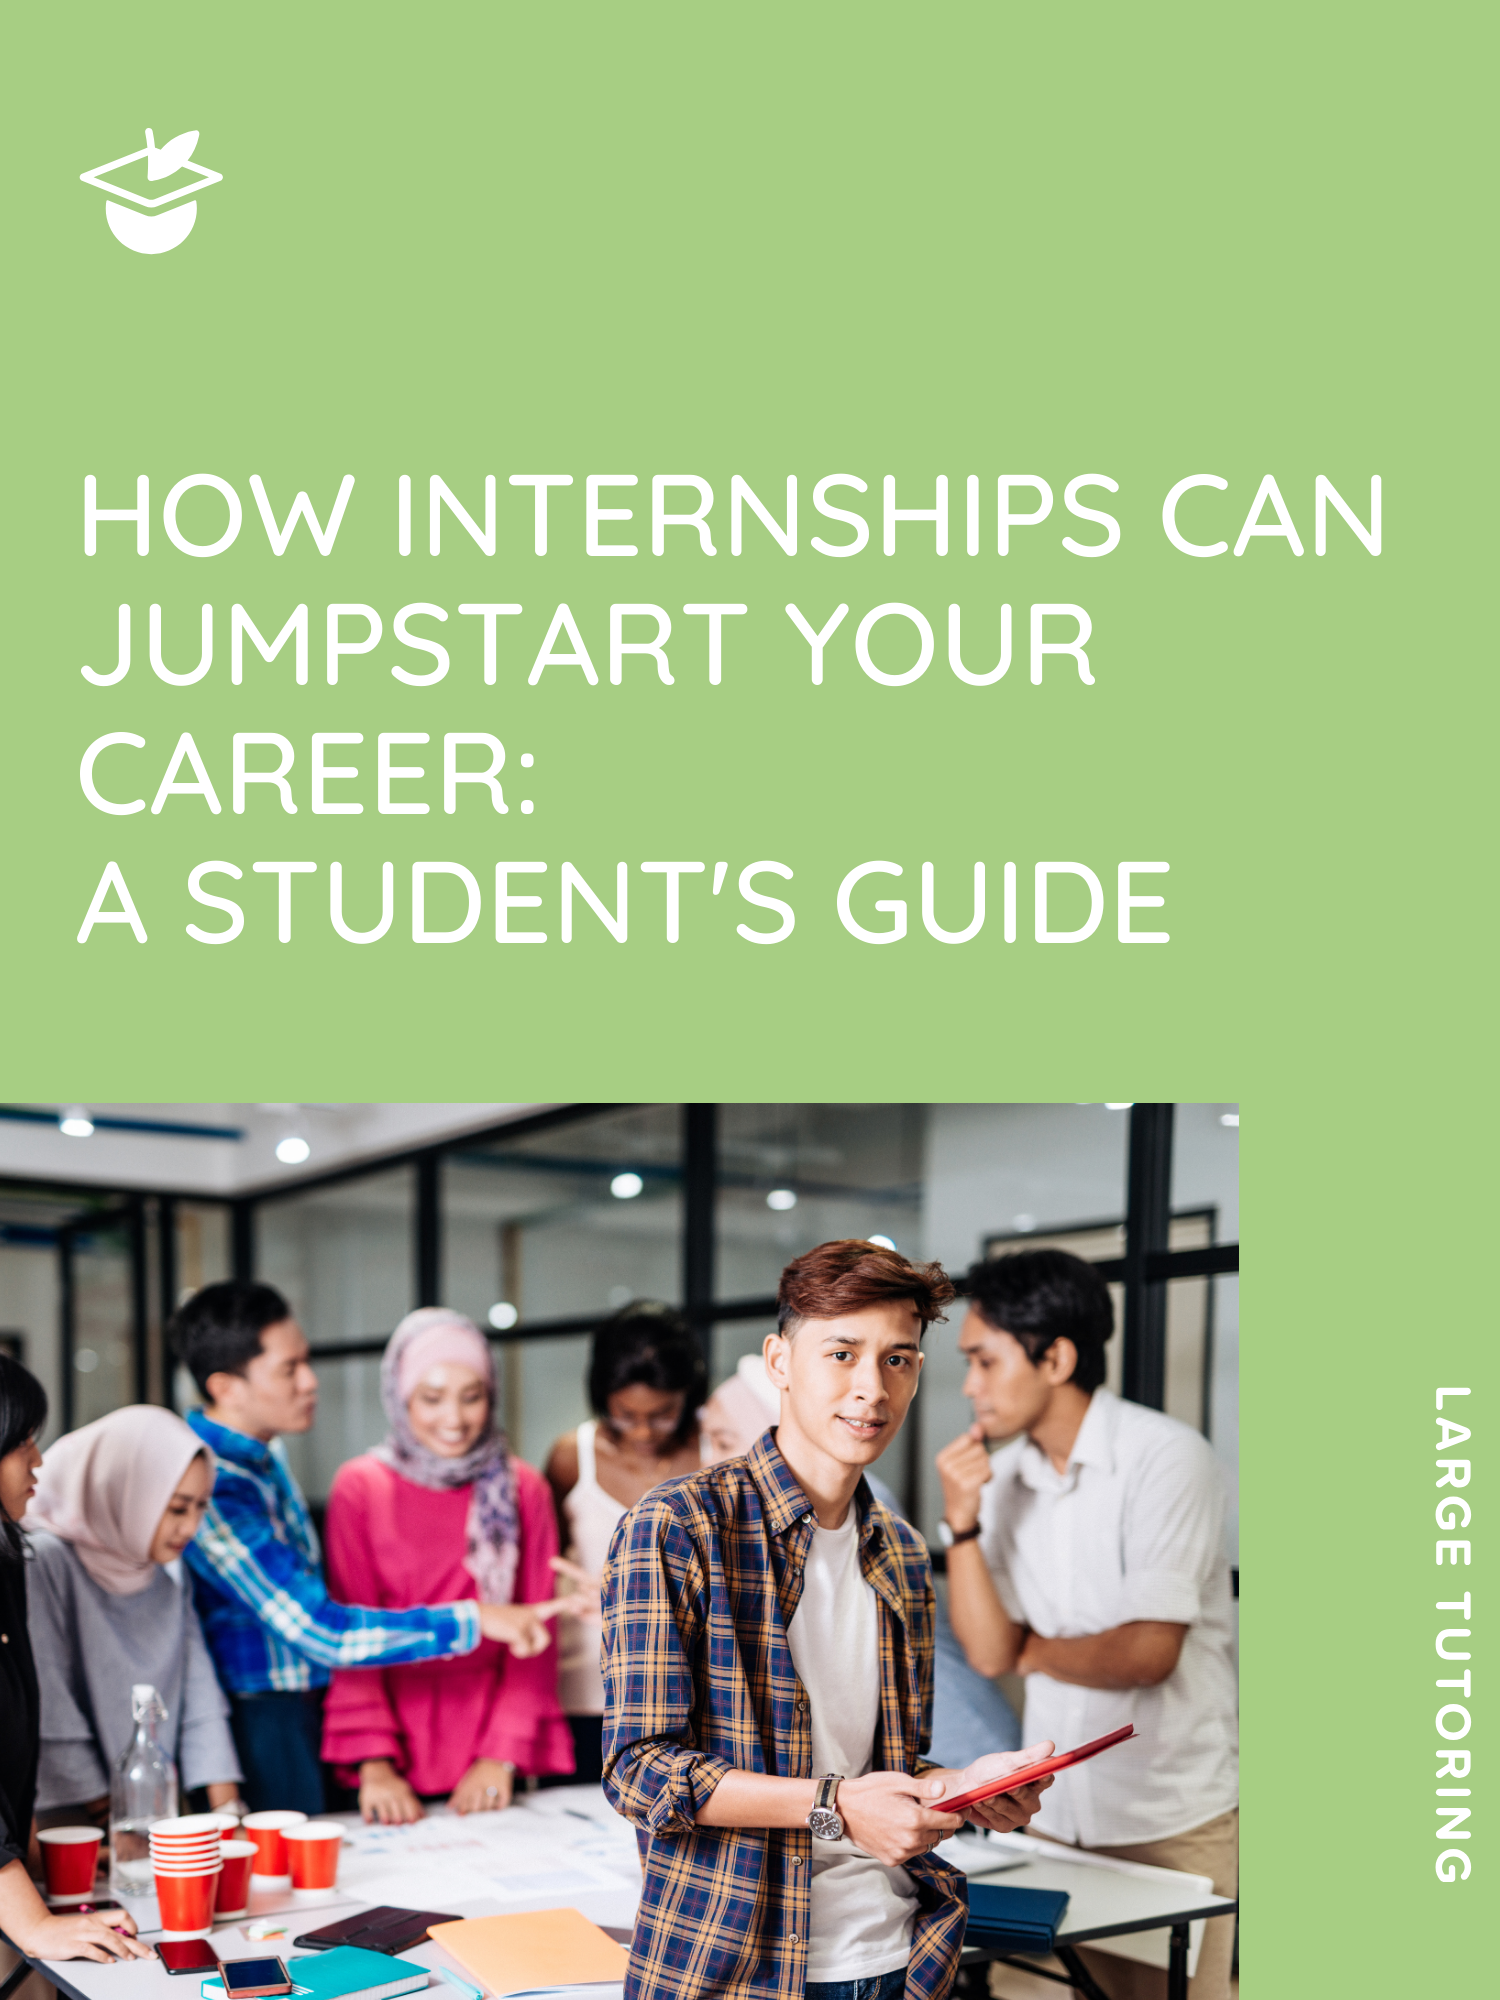 HOW INTERNSHIPS CAN
JUMPSTART YOUR
CAREER:
A STUDENT'S GUIDE
LARGE TUTORING